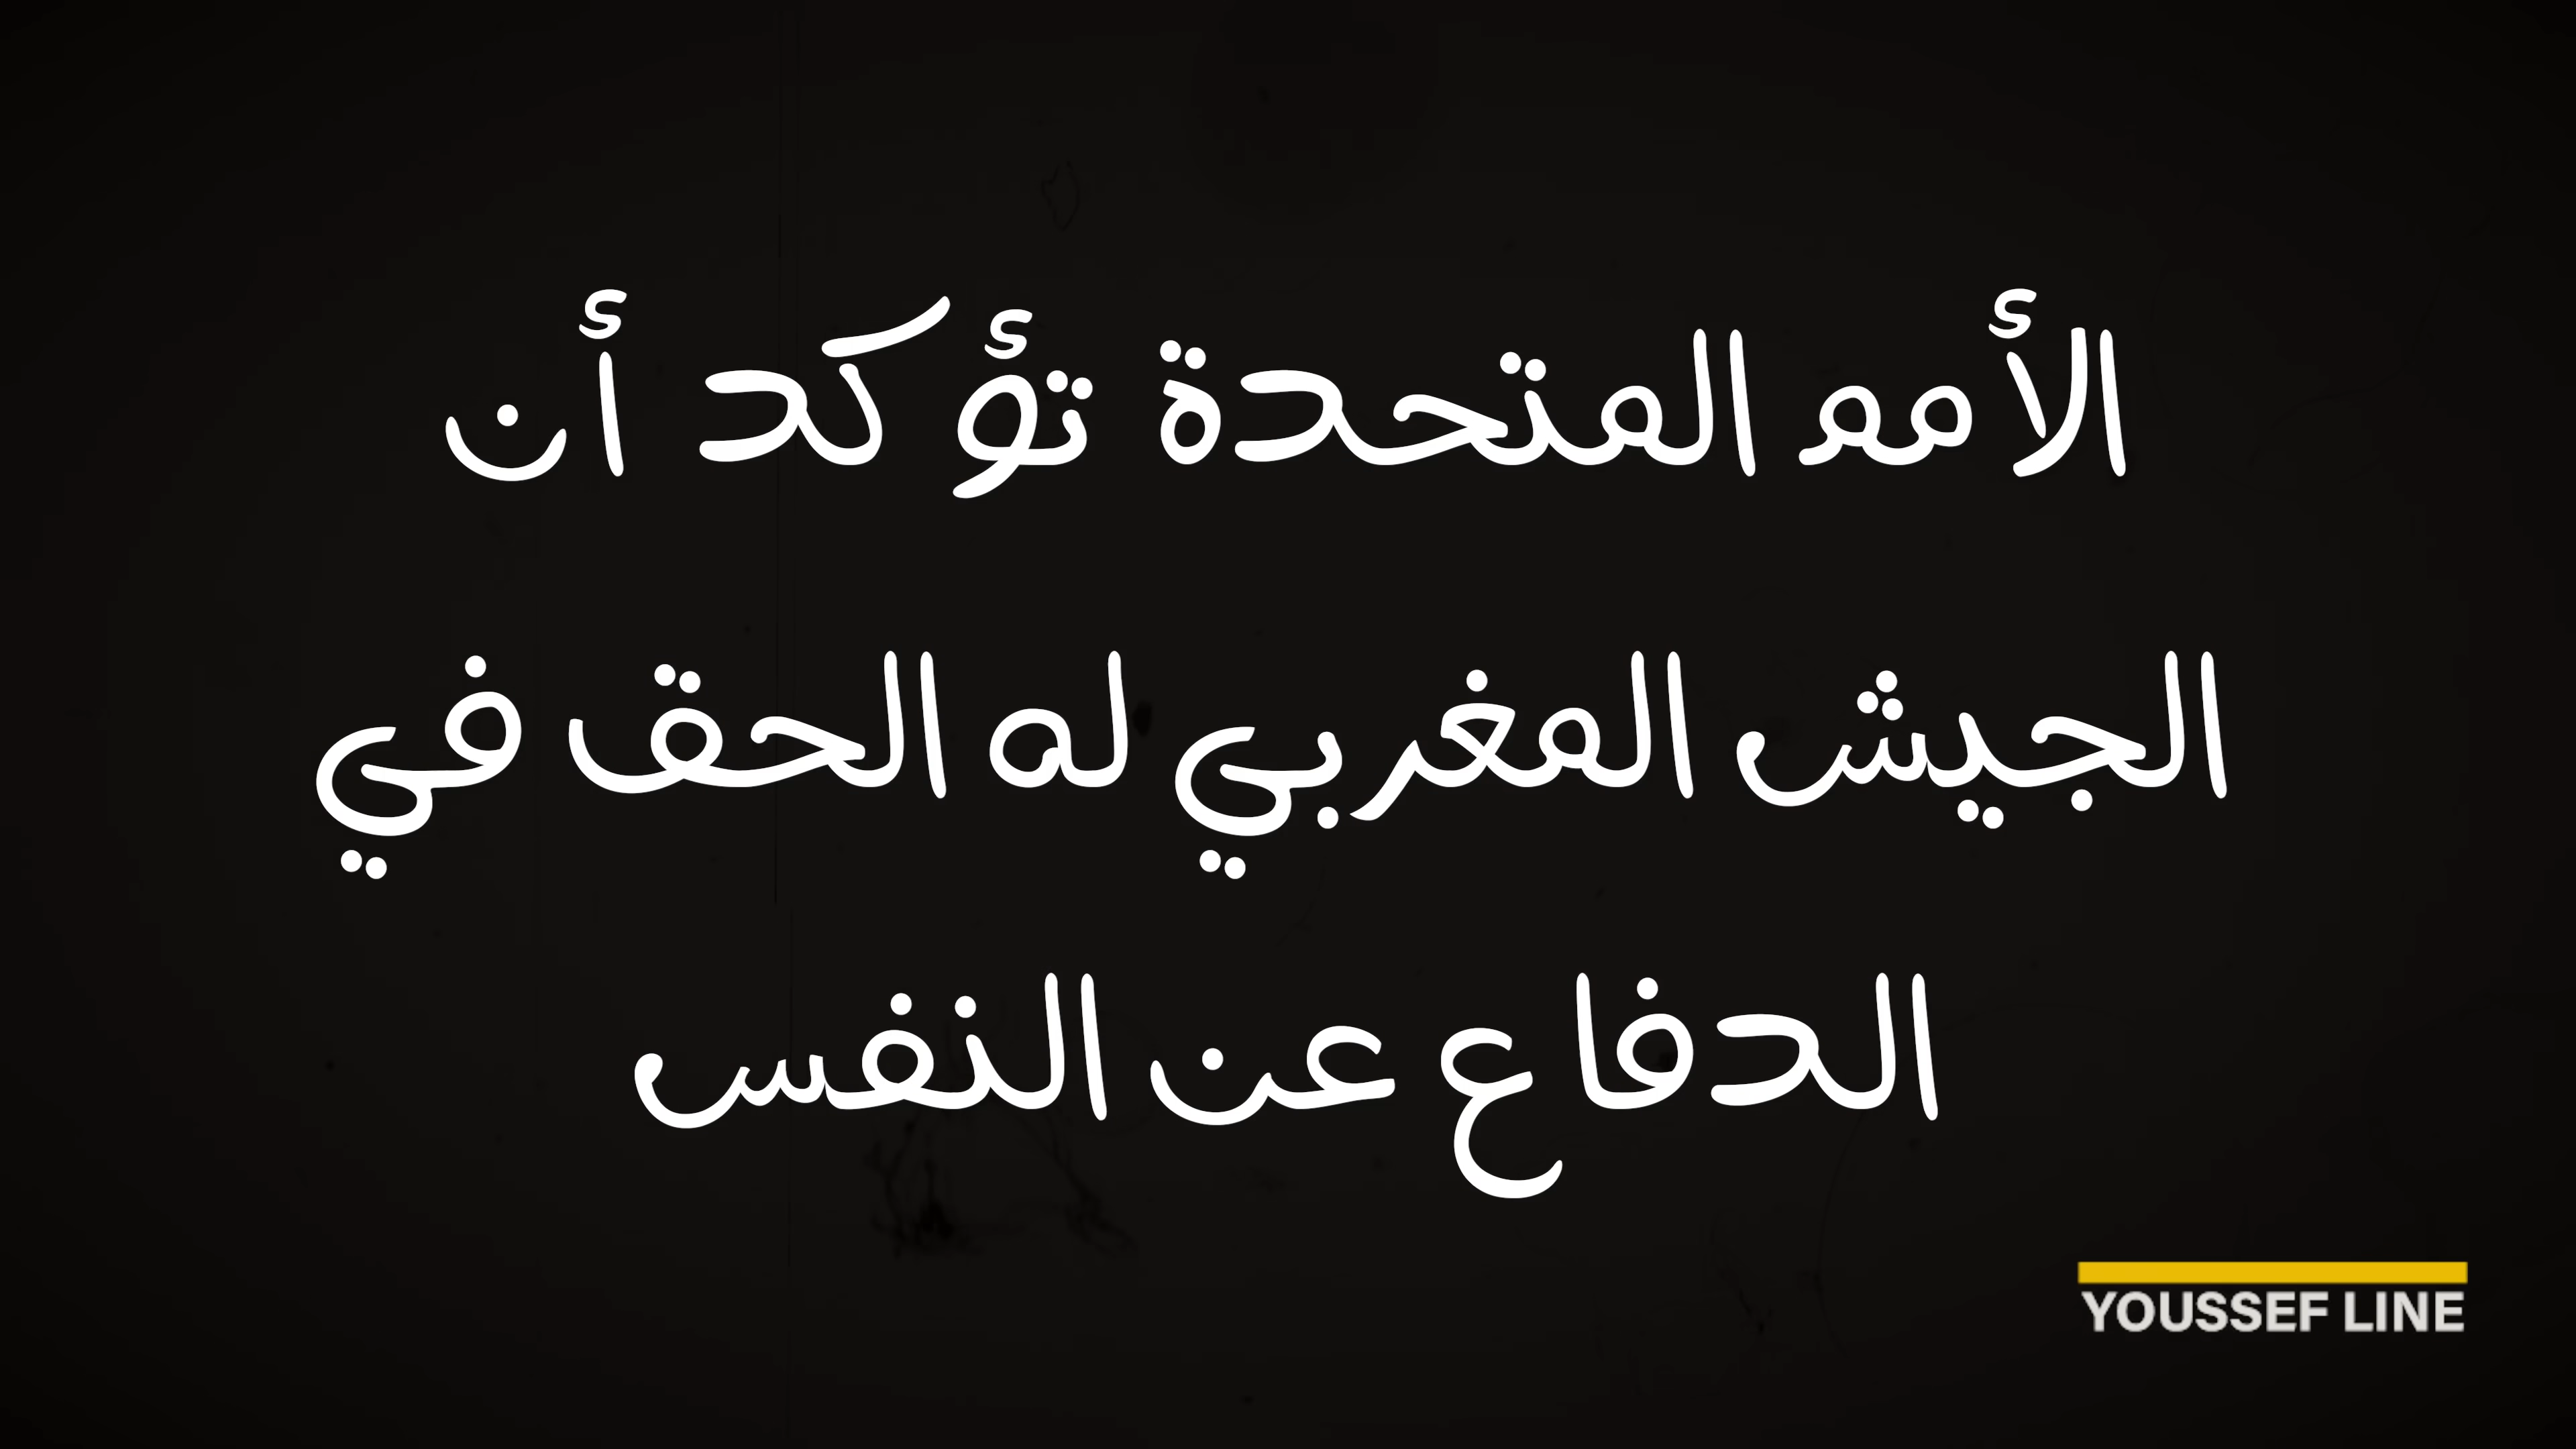 الأمم المتحدة تؤكد أن
الجيش المغربي له الحق في
الدفاع عن النفس
YOUSSEF LINE